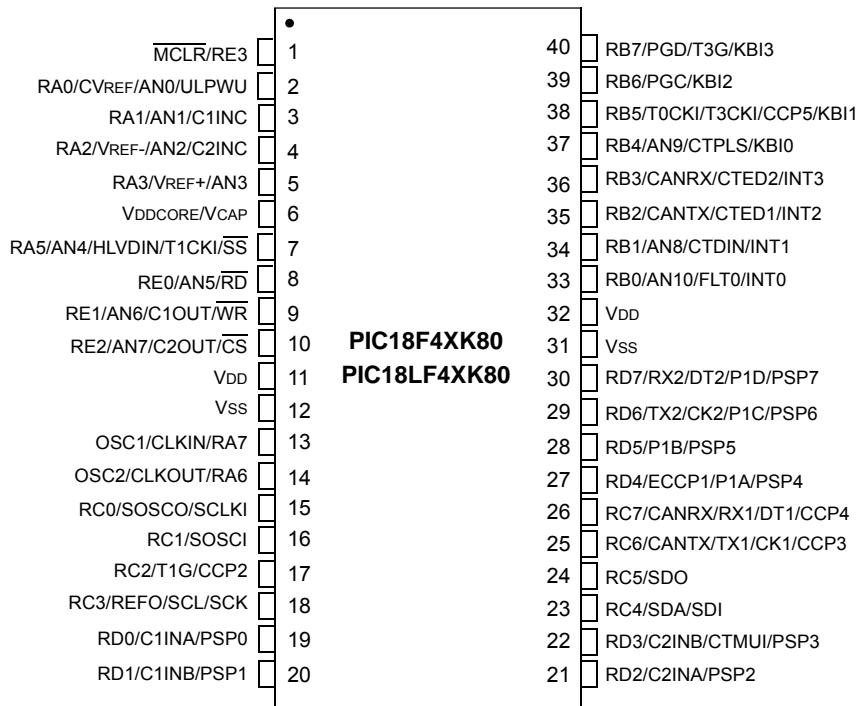 MCLR/RE3 1
RA0/CVREF/AN0/ULPWU 2
RA1/AN1/C1INC 3
RA2/VREF-/AN2/C2INC 4
RA3/VREF+/AN3 5
VDDCORE/VCAP 6
RA5/AN4/HLVDIN/T1CKI/SS 7
RE0/AN5/RD 8
RE1/AN6/C1OUT/WR 9
RE2/AN7/C2OUT/CS 10
VDD 11
VSS 12
OSC1/CLKIN/RA7 13
OSC2/CLKOUT/RA6 14
RC0/SOSCO/SCLKI 15
RC1/SOSCI 16
RC2/T1G/CCP2 17
RC3/REFO/SCL/SCK 18
RD0/C1INA/PSP0 19
RD1/C1INB/PSP1 20
PIC18F4XK80
PIC18LF4XK80
40 RB7/PGD/T3G/KBI3
39 RB6/PGC/KBI2
38 RB5/T0CKI/T3CKI/CCP5/KBI1
37 RB4/AN9/CTPLS/KBI0
36 RB3/CANRX/CTED2/INT3
35 RB2/CANTX/CTED1/INT2
34 RB1/AN8/CTDIN/INT1
33 RB0/AN10/FLT0/INT0
32 VDD
31 VSS
30 RD7/RX2/DT2/P1D/PSP7
29 RD6/TX2/CK2/P1C/PSP6
28 RD5/P1B/PSP5
27 RD4/ECCP1/P1A/PSP4
26 RC7/CANRX/RX1/DT1/CCP4
25 RC6/CANTX/TX1/CK1/CCP3
24 RC5/SDO
23 RC4/SDA/SDI
22 RD3/C2INB/CTMUI/PSP3
21 RD2/C2INA/PSP2